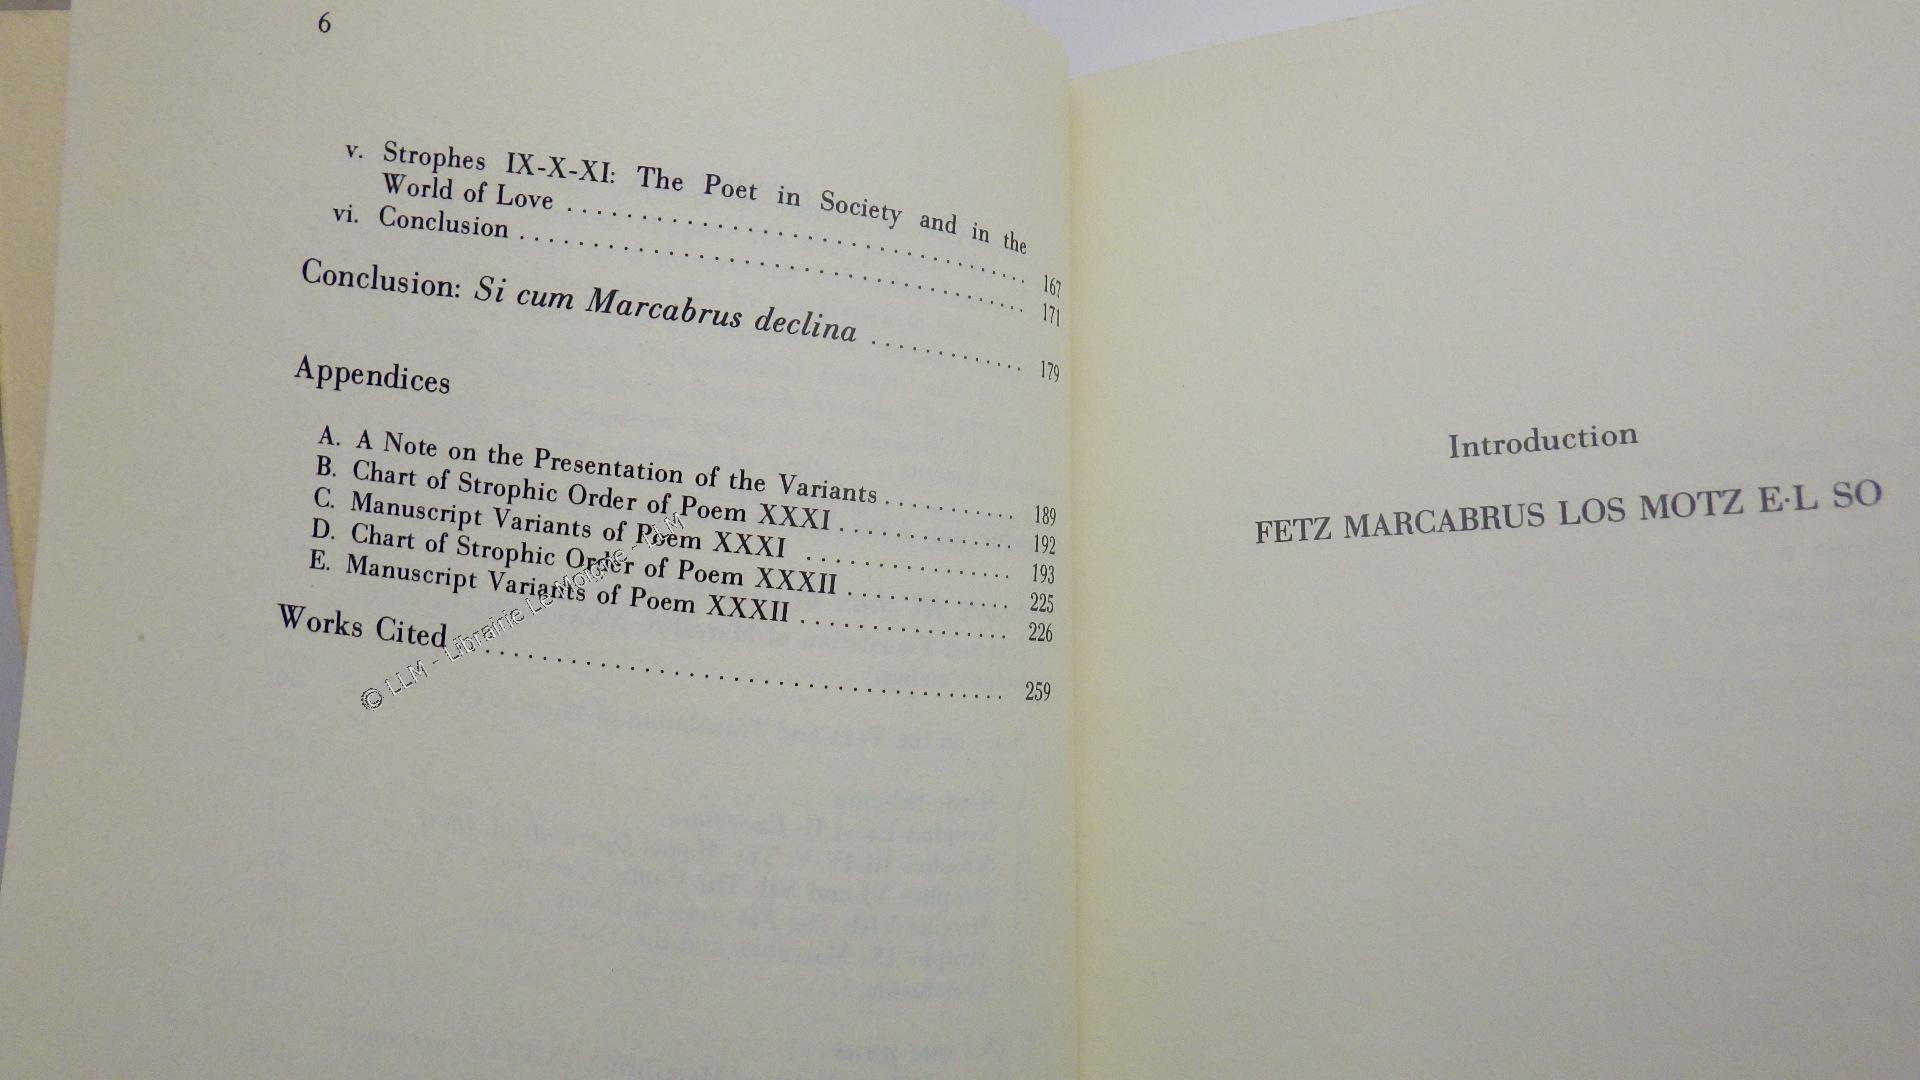 6
v. Strophes IX-X-XI: The Poet in Society and in the
World of Love ........................................ 167
vi. Conclusion ........................................ 171
Conclusion: Si cum Marcabrus declina ............ 179
Appendices
A. A Note on the Presentation of the Variants ........... 189
B. Chart of Strophic Order of Poem XXXI ............. 192
C. Manuscript Variants of Poem XXXI ............... 193
D. Chart of Strophic Order of Poem XXXII ............ 225
E. Manuscript Variants of Poem XXXII ............... 226
Works Cited ........................................ 259
© LLM - Librairie Le Moinne - LLM
Introduction
FETZ MARCABRUS LOS MOTZ E·L SO